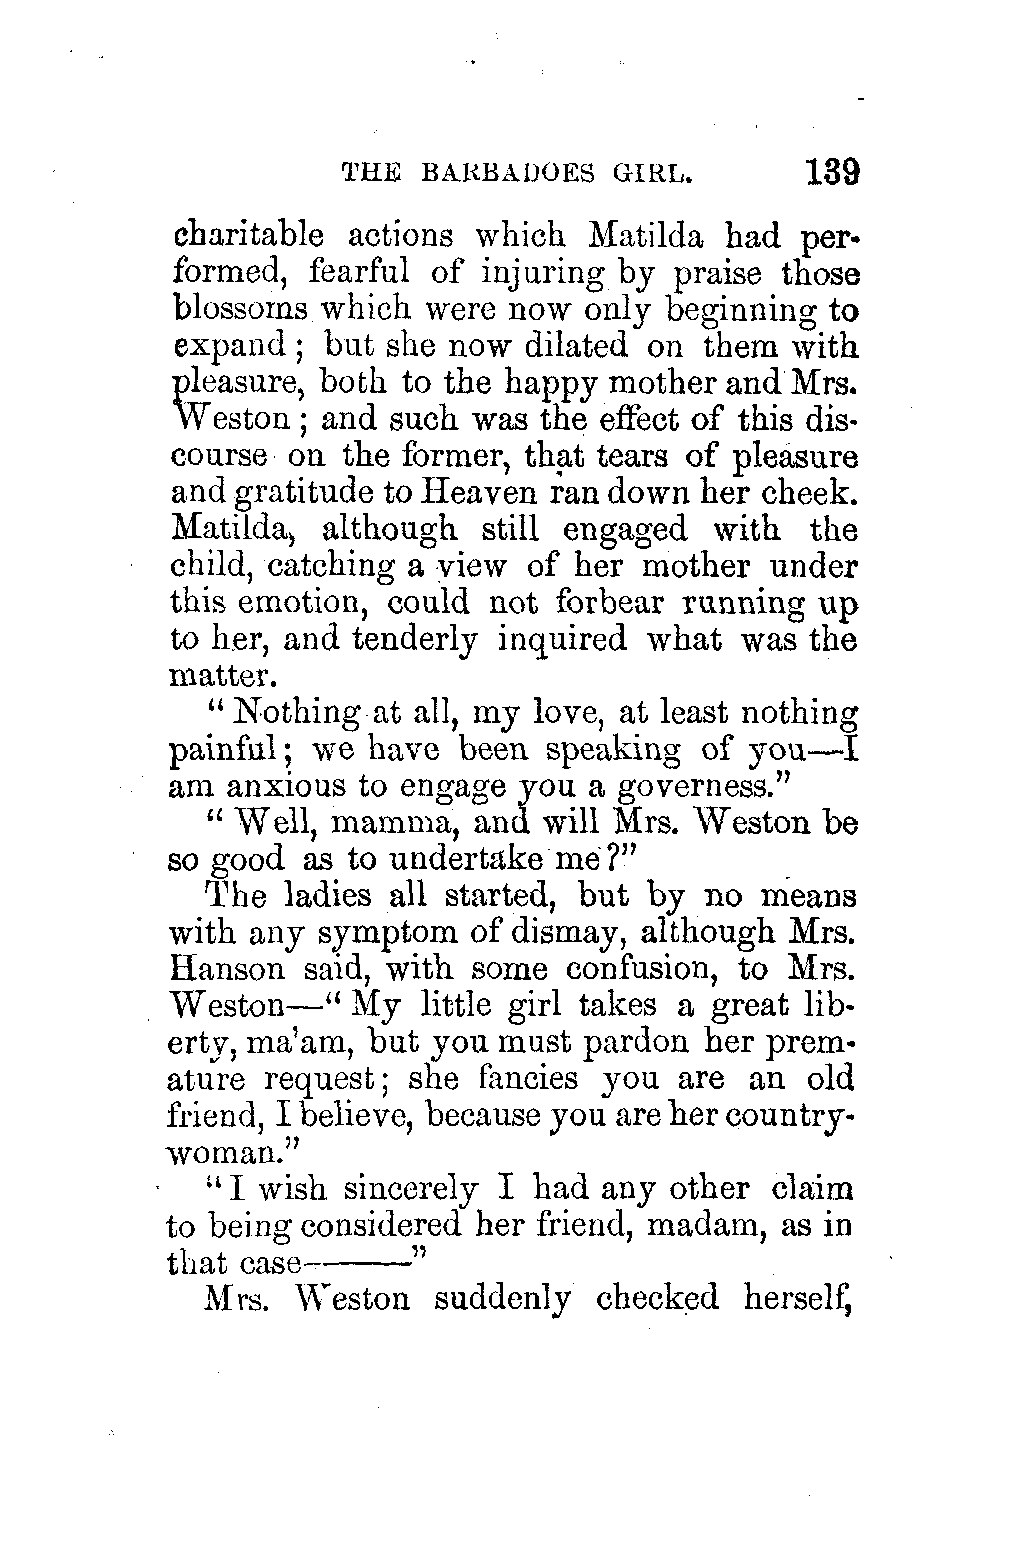 THE BARBADOES GIRL. 139
charitable actions which Matilda had per-
formed, fearful of injuring by praise those
blossoms which were now only beginning to
expand ; but she now dilated on them with
pleasure, both to the happy mother and Mrs.
Weston ; and such was the effect of this dis-
course on the former, that tears of pleasure
and gratitude to Heaven ran down her cheek.
Matilda, although still engaged with the
child, catching a view of her mother under
this emotion, could not forbear running up
to her, and tenderly inquired what was the
matter.
“ Nothing at all, my love, at least nothing
painful ; we have been speaking of you—I
am anxious to engage you a governess.”
“ Well, mamma, and will Mrs. Weston be
so good as to undertake me ?”
The ladies all started, but by no means
with any symptom of dismay, although Mrs.
Hanson said, with some confusion, to Mrs.
Weston—“ My little girl takes a great lib-
erty, ma’am, but you must pardon her prem-
ature request ; she fancies you are an old
friend, I believe, because you are her country-
woman.”
“ I wish sincerely I had any other claim
to being considered her friend, madam, as in
that case———”
Mrs. Weston suddenly checked herself,